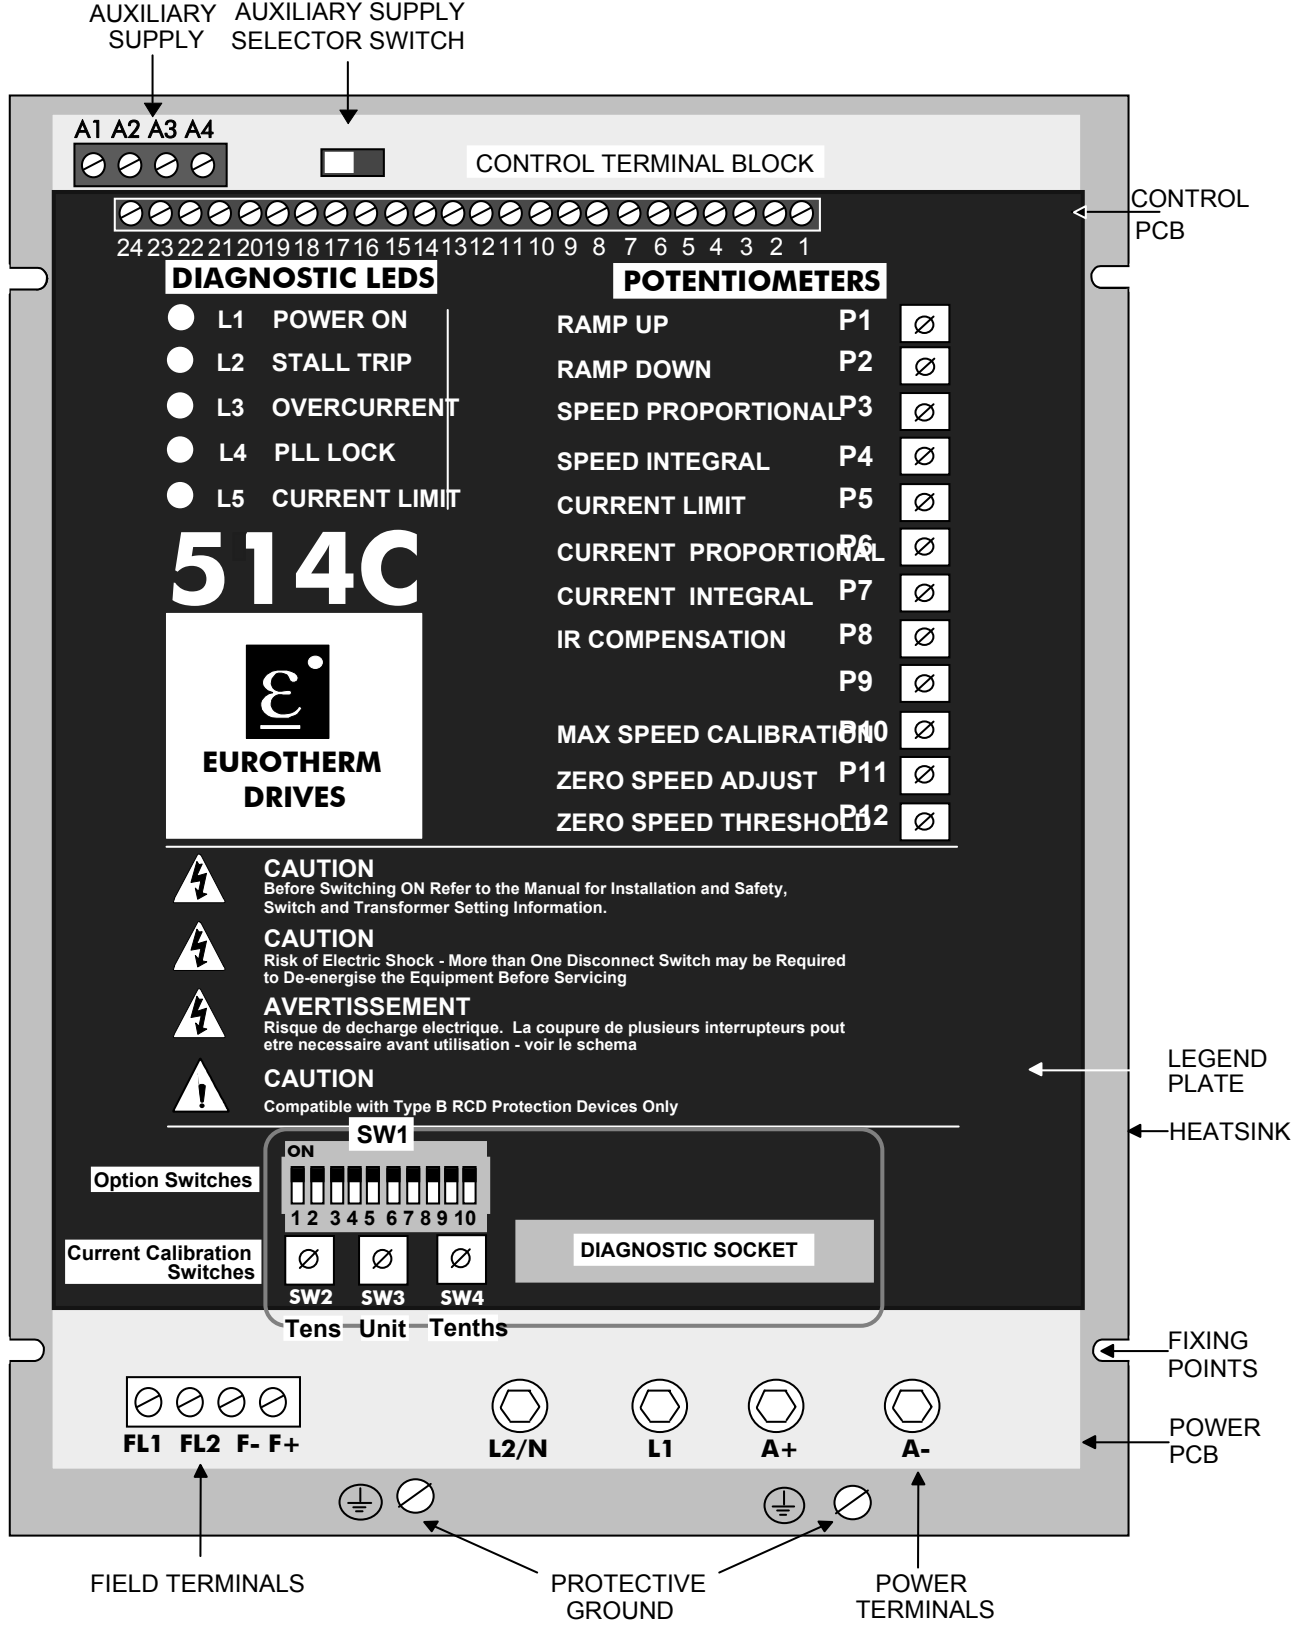 AUXILIARY SUPPLY
AUXILIARY SUPPLY SELECTOR SWITCH
A1 A2 A3 A4
CONTROL TERMINAL BLOCK
CONTROL PCB
24 23 22 21 20 19 18 17 16 15 14 13 12 11 10 9 8 7 6 5 4 3 2 1
DIAGNOSTIC LEDS
L1 POWER ON
L2 STALL TRIP
L3 OVERCURRENT
L4 PLL LOCK
L5 CURRENT LIMIT
POTENTIOMETERS
RAMP UP P1
RAMP DOWN P2
SPEED PROPORTIONAL P3
SPEED INTEGRAL P4
CURRENT LIMIT P5
CURRENT PROPORTIONAL P6
CURRENT INTEGRAL P7
IR COMPENSATION P8
P9
MAX SPEED CALIBRATION P10
ZERO SPEED ADJUST P11
ZERO SPEED THRESHOLD P12
514C
ε
EUROTHERM
DRIVES
CAUTION
Before Switching ON Refer to the Manual for Installation and Safety,
Switch and Transformer Setting Information.
CAUTION
Risk of Electric Shock - More than One Disconnect Switch may be Required
to De-energise the Equipment Before Servicing
AVERTISSEMENT
Risque de decharge electrique. La coupure de plusieurs interrupteurs pout
etre necessaire avant utilisation - voir le schema
CAUTION
Compatible with Type B RCD Protection Devices Only
LEGEND
PLATE
HEATSINK
SW1
ON
Option Switches
1 2 3 4 5 6 7 8 9 10
Current Calibration
Switches
DIAGNOSTIC SOCKET
SW2 SW3 SW4
Tens Unit Tenths
FIXING
POINTS
FL1 FL2 F- F+
L2/N L1 A+ A-
POWER
PCB
FIELD TERMINALS
PROTECTIVE
GROUND
POWER
TERMINALS